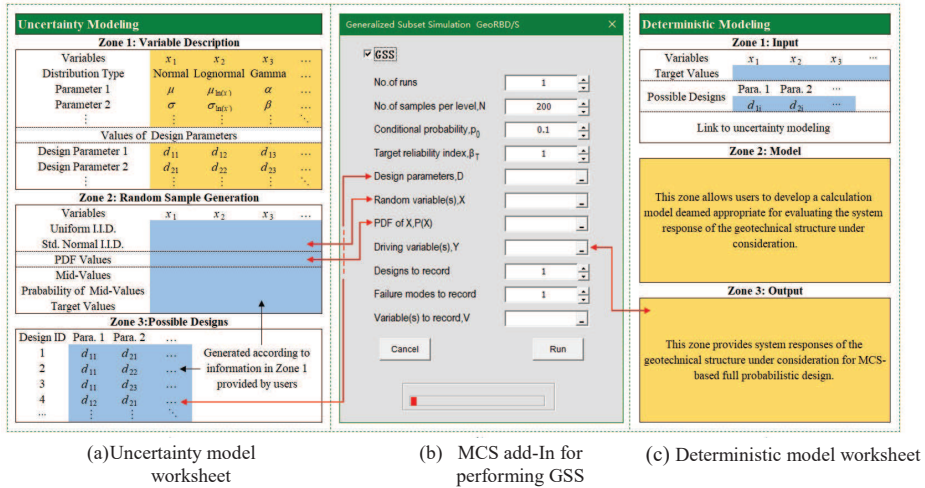 Uncertainty Modeling
Zone 1: Variable Description
Variables x₁ x₂ x₃ ...
Distribution Type Normal Lognormal Gamma ...
Parameter 1 μ μln(x) α ...
Parameter 2 σ σln(x) β ...
⋮ ⋮ ⋮ ⋮ ⋱
Values of Design Parameters
Design Parameter 1 d₁₁ d₁₂ d₁₃ ...
Design Parameter 2 d₂₁ d₂₂ d₂₃ ...
⋮ ⋮ ⋮ ⋮ ⋱
Zone 2: Random Sample Generation
Variables x₁ x₂ x₃ ...
Uniform I.I.D.
Std. Normal I.I.D.
PDF Values
Mid-Values
Prabability of Mid-Values
Target Values
Zone 3:Possible Designs
Design ID Para. 1 Para. 2 ...
1 d₁₁ d₂₁ ...
2 d₁₁ d₂₂ ...
3 d₁₁ d₂₃ ...
4 d₁₂ d₂₁ ...
... ⋮ ⋮ ⋱
Generated according to
information in Zone 1
provided by users
Generalized Subset Simulation GeoRBD/S ×
GSS
No.of runs 1
No.of samples per level,N 200
Conditional probability,p₀ 0.1
Target reliability index,β_T 1
Design parameters,D
Random variable(s),X
PDF of X,P(X)
Driving variable(s),Y
Designs to record 1
Failure modes to record 1
Variable(s) to record,V
Cancel Run
Deterministic Modeling
Zone 1: Input
Variables x₁ x₂ x₃ ...
Target Values
Possible Designs Para. 1 Para. 2 ...
d₁ᵢ d₂ᵢ ...
Link to uncertainty modeling
Zone 2: Model
This zone allows users to develop a calculation
model deamed appropriate for evaluating the system
response of the geotechnical structure under
consideration.
Zone 3: Output
This zone provides system responses of the
geotechnical structure under consideration for MCS-
based full probabilistic design.
(a)Uncertainty model
worksheet
(b) MCS add-In for
performing GSS
(c) Deterministic model worksheet